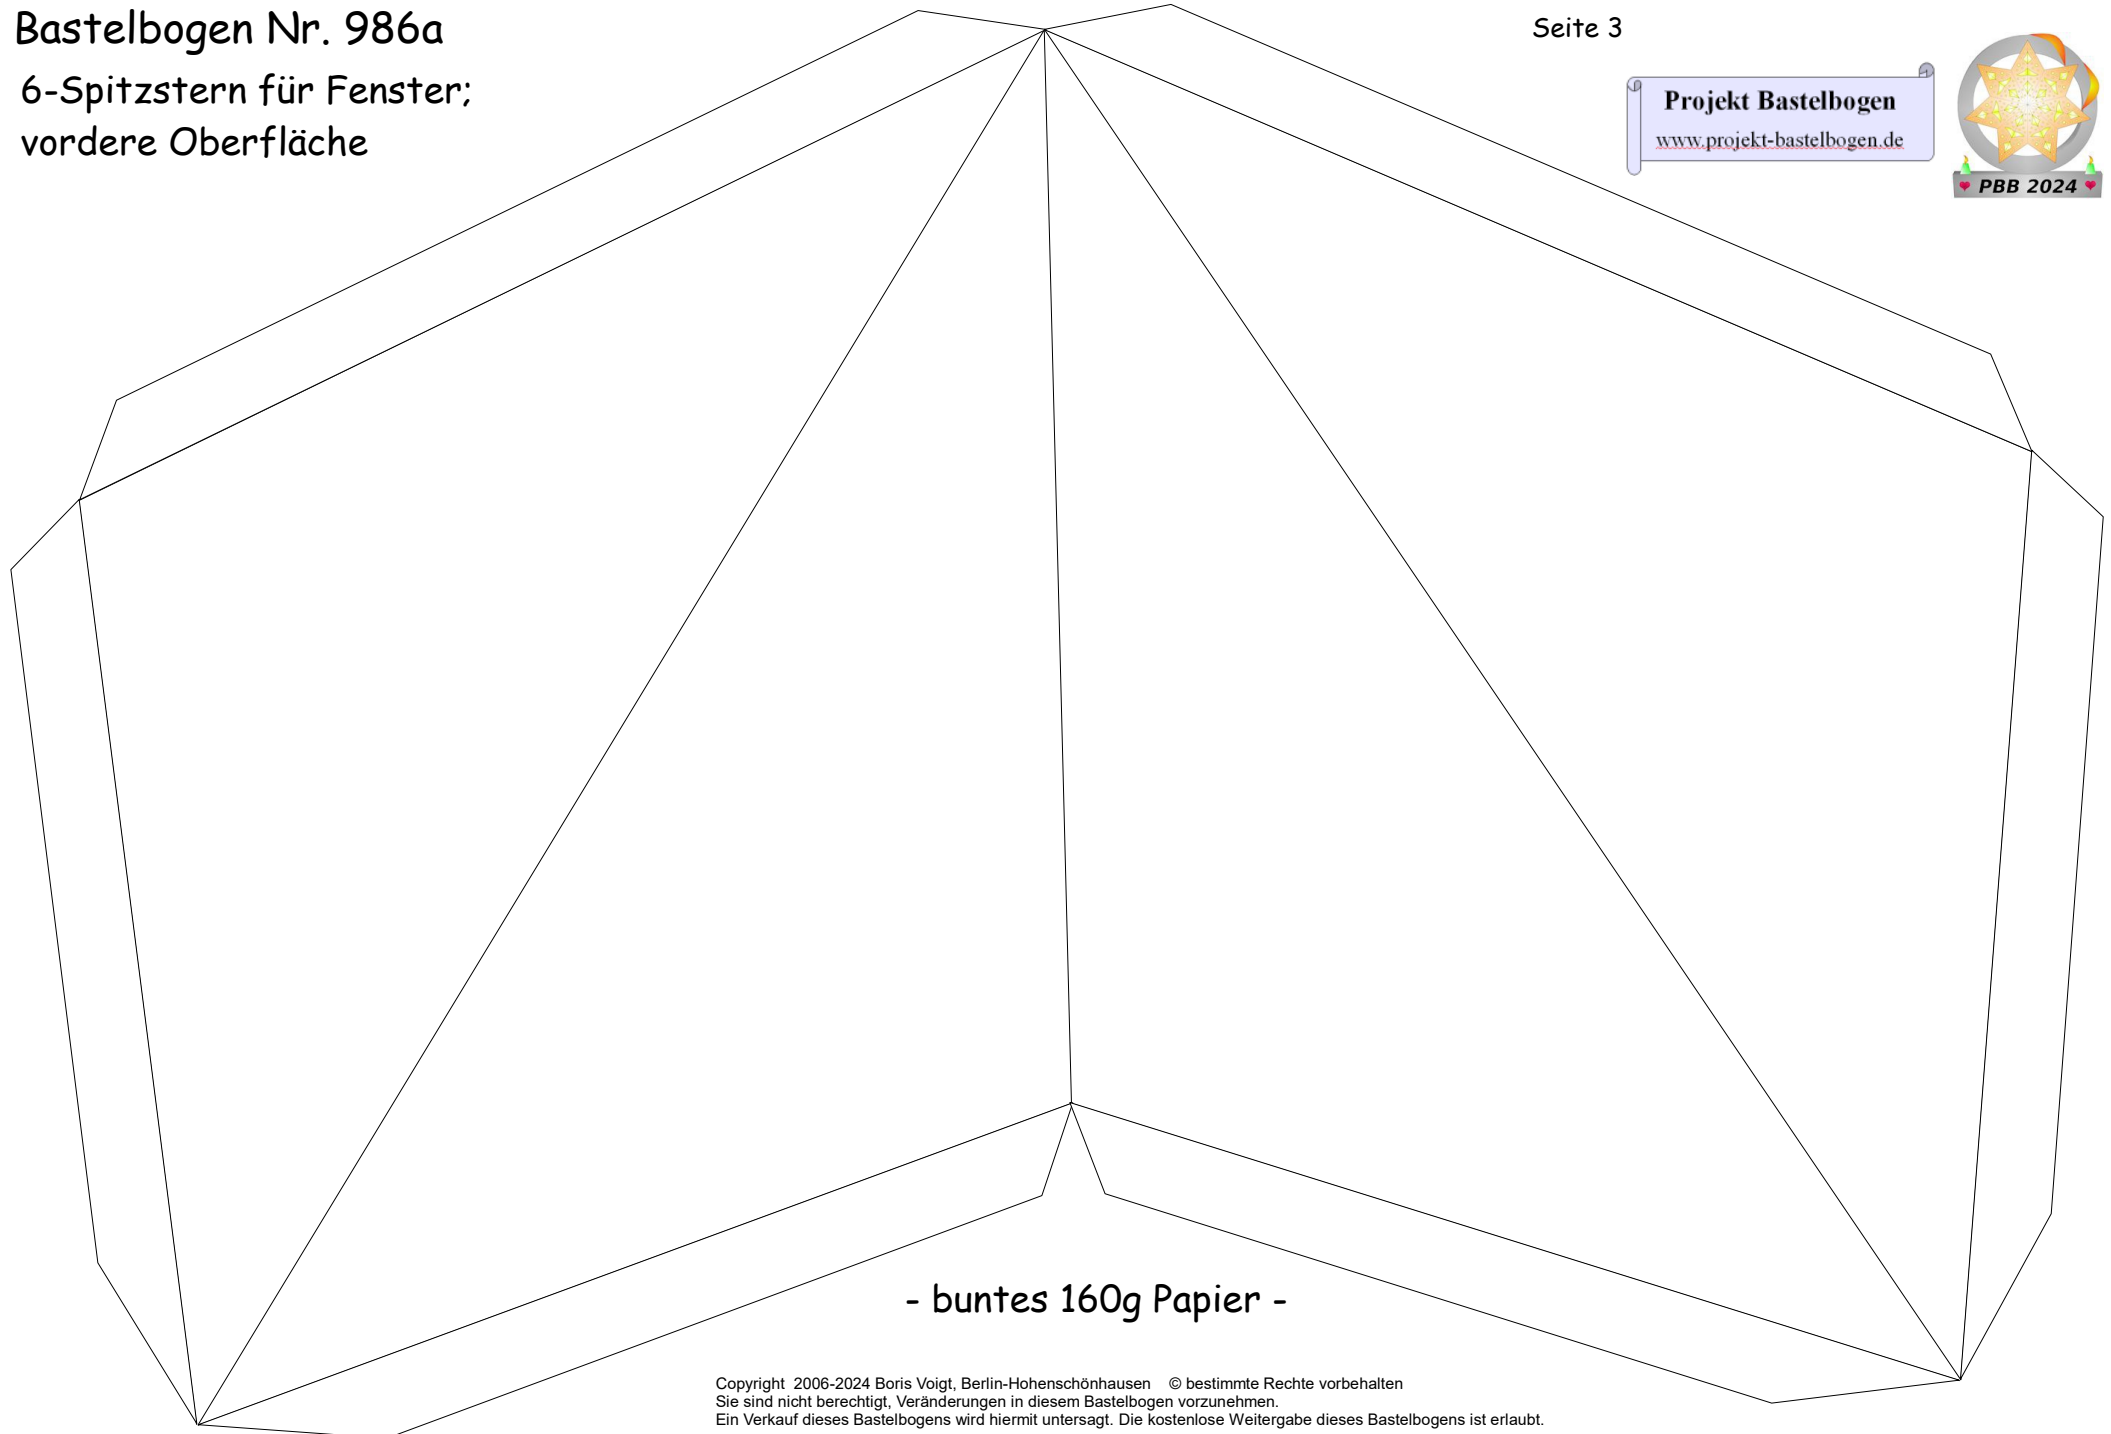 Bastelbogen Nr. 986a
6-Spitzstern für Fenster;
vordere Oberfläche
Seite 3
Projekt Bastelbogen
www.projekt-bastelbogen.de
PBB 2024
- buntes 160g Papier -
Copyright 2006-2024 Boris Voigt, Berlin-Hohenschönhausen © bestimmte Rechte vorbehalten
Sie sind nicht berechtigt, Veränderungen in diesem Bastelbogen vorzunehmen.
Ein Verkauf dieses Bastelbogens wird hiermit untersagt. Die kostenlose Weitergabe dieses Bastelbogens ist erlaubt.